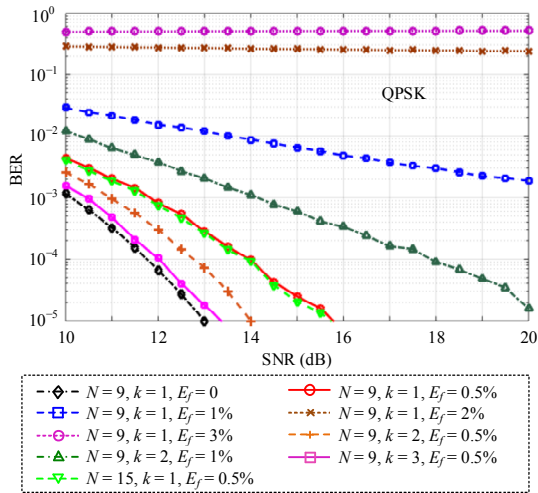 10⁰
10⁻¹
10⁻²
10⁻³
10⁻⁴
10⁻⁵
BER
QPSK
10 12 14 16 18 20
SNR (dB)
N = 9, k = 1, E_f = 0
N = 9, k = 1, E_f = 0.5%
N = 9, k = 1, E_f = 1%
N = 9, k = 1, E_f = 2%
N = 9, k = 1, E_f = 3%
N = 9, k = 2, E_f = 0.5%
N = 9, k = 2, E_f = 1%
N = 9, k = 3, E_f = 0.5%
N = 15, k = 1, E_f = 0.5%